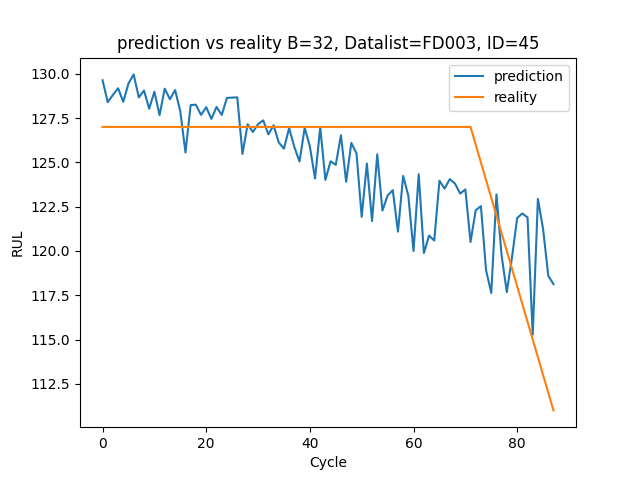 prediction vs reality B=32, Datalist=FD003, ID=45
prediction
reality
RUL
130.0
127.5
125.0
122.5
120.0
117.5
115.0
112.5
0 20 40 60 80
Cycle